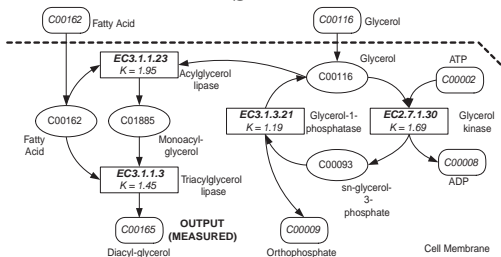 C00162
Fatty Acid
C00116
Glycerol
Glycerol
ATP
EC3.1.1.23
K = 1.95
Acylglycerol
lipase
C00116
C00002
C00162
C01885
EC3.1.3.21
K = 1.19
Glycerol-1-
phosphatase
EC2.7.1.30
K = 1.69
Glycerol
kinase
Fatty
Acid
Monoacyl-
glycerol
C00093
C00008
EC3.1.1.3
K = 1.45
Triacylglycerol
lipase
sn-glycerol-
3-
phosphate
ADP
C00165
OUTPUT
(MEASURED)
C00009
Diacyl-glycerol
Orthophosphate
Cell Membrane